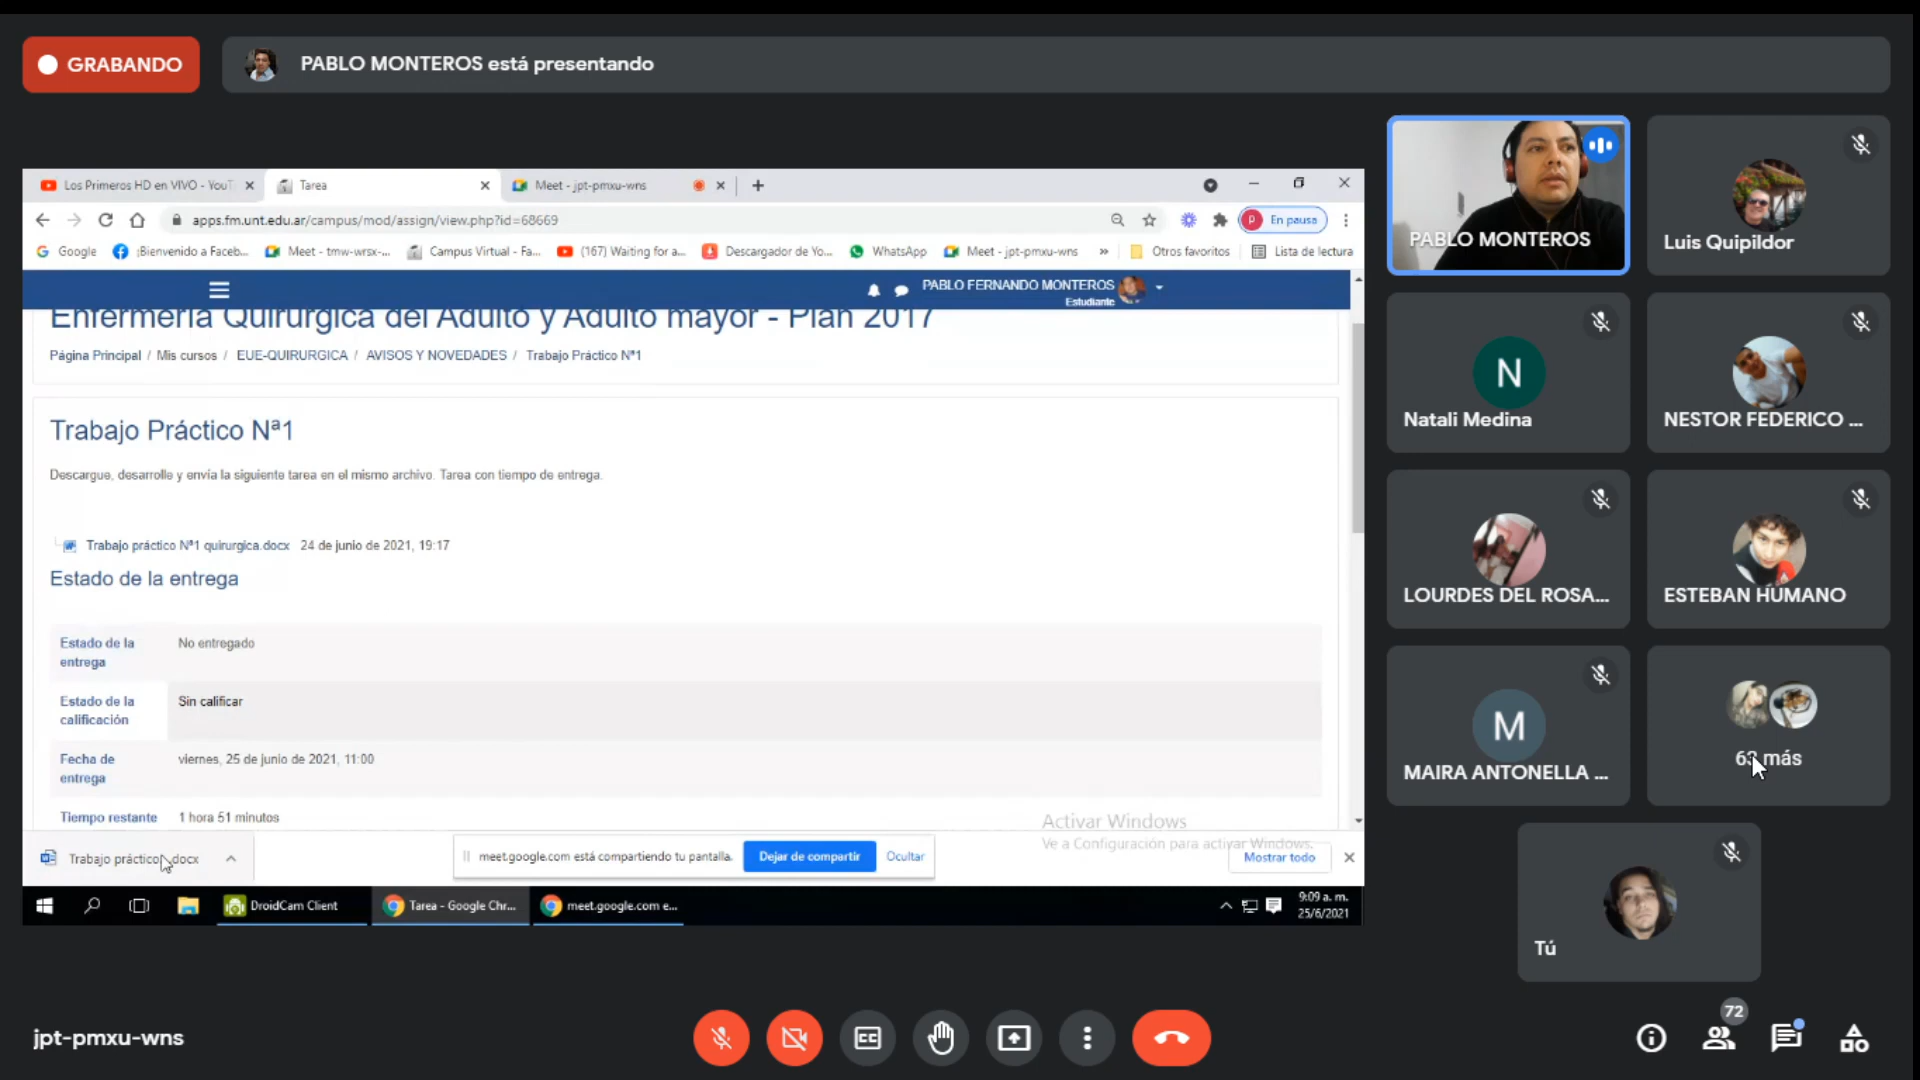 GRABANDO
PABLO MONTEROS está presentando
Los Primeros HD en VIVO - YouT
Tarea
Meet - jpt-pmxu-wns
apps.fm.unt.edu.ar/campus/mod/assign/view.php?id=68669
P
En pausa
Google
¡Bienvenido a Faceb...
Meet - tmw-wrsx-...
Campus Virtual - Fa...
(167) Waiting for a...
Descargador de Yo...
WhatsApp
Meet - jpt-pmxu-wns
»
Otros favoritos
Lista de lectura
PABLO FERNANDO MONTEROS
Estudiante
Enfermería Quirúrgica del Adulto y Adulto mayor - Plan 2017
Página Principal / Mis cursos / EUE-QUIRURGICA / AVISOS Y NOVEDADES / Trabajo Práctico Nª1
Trabajo Práctico Nª1
Descargue, desarrolle y envía la siguiente tarea en el mismo archivo. Tarea con tiempo de entrega.
Trabajo práctico Nª1 quirurgica.docx 24 de junio de 2021, 19:17
Estado de la entrega
Estado de la entrega
No entregado
Estado de la calificación
Sin calificar
Fecha de entrega
viernes, 25 de junio de 2021, 11:00
Tiempo restante
1 hora 51 minutos
Activar Windows
Ve a Configuración para activar Windows.
Trabajo práctico ....docx
meet.google.com está compartiendo tu pantalla.
Dejar de compartir
Ocultar
Mostrar todo
DroidCam Client
Tarea - Google Chr...
meet.google.com e...
9:09 a. m.
25/6/2021
PABLO MONTEROS
Luis Quipildor
N
Natali Medina
NESTOR FEDERICO ...
LOURDES DEL ROSA...
ESTEBAN HUMANO
M
MAIRA ANTONELLA ...
63 más
Tú
jpt-pmxu-wns
CC
72